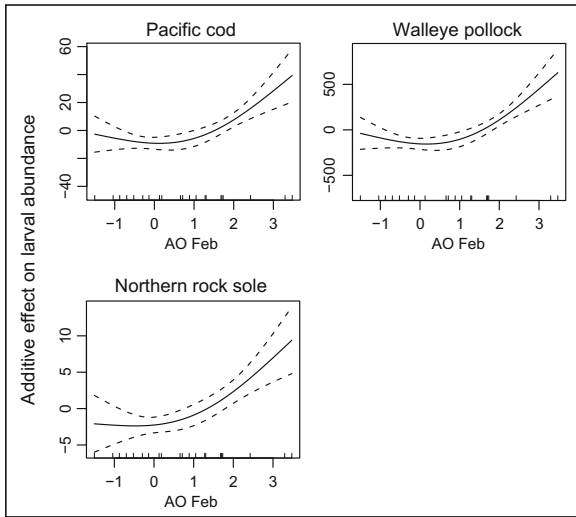 Pacific cod
Walleye pollock
Additive effect on larval abundance
60
20
0
−40
−1 0 1 2 3
AO Feb
500
0
−500
−1 0 1 2 3
AO Feb
Northern rock sole
10
5
0
−5
−1 0 1 2 3
AO Feb